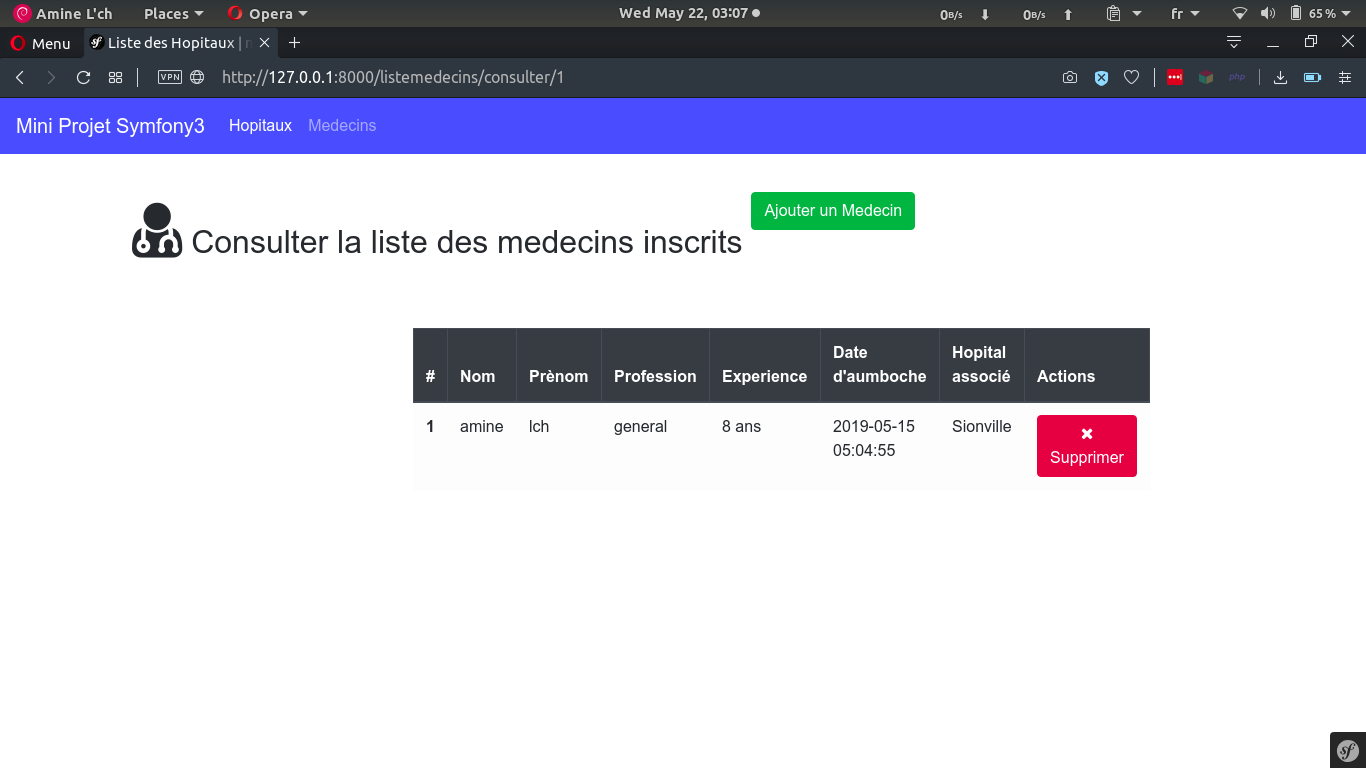 Amine L'ch Places Opera Wed May 22, 03:07 0B/s 0B/s fr 65 %
Menu Liste des Hopitaux |
VPN http://127.0.0.1:8000/listemedecins/consulter/1 php
Mini Projet Symfony3 Hopitaux Medecins
Ajouter un Medecin
Consulter la liste des medecins inscrits
# Nom Prènom Profession Experience Date d'aumboche Hopital associé Actions
1 amine lch general 8 ans 2019-05-15 05:04:55 Sionville Supprimer
sf